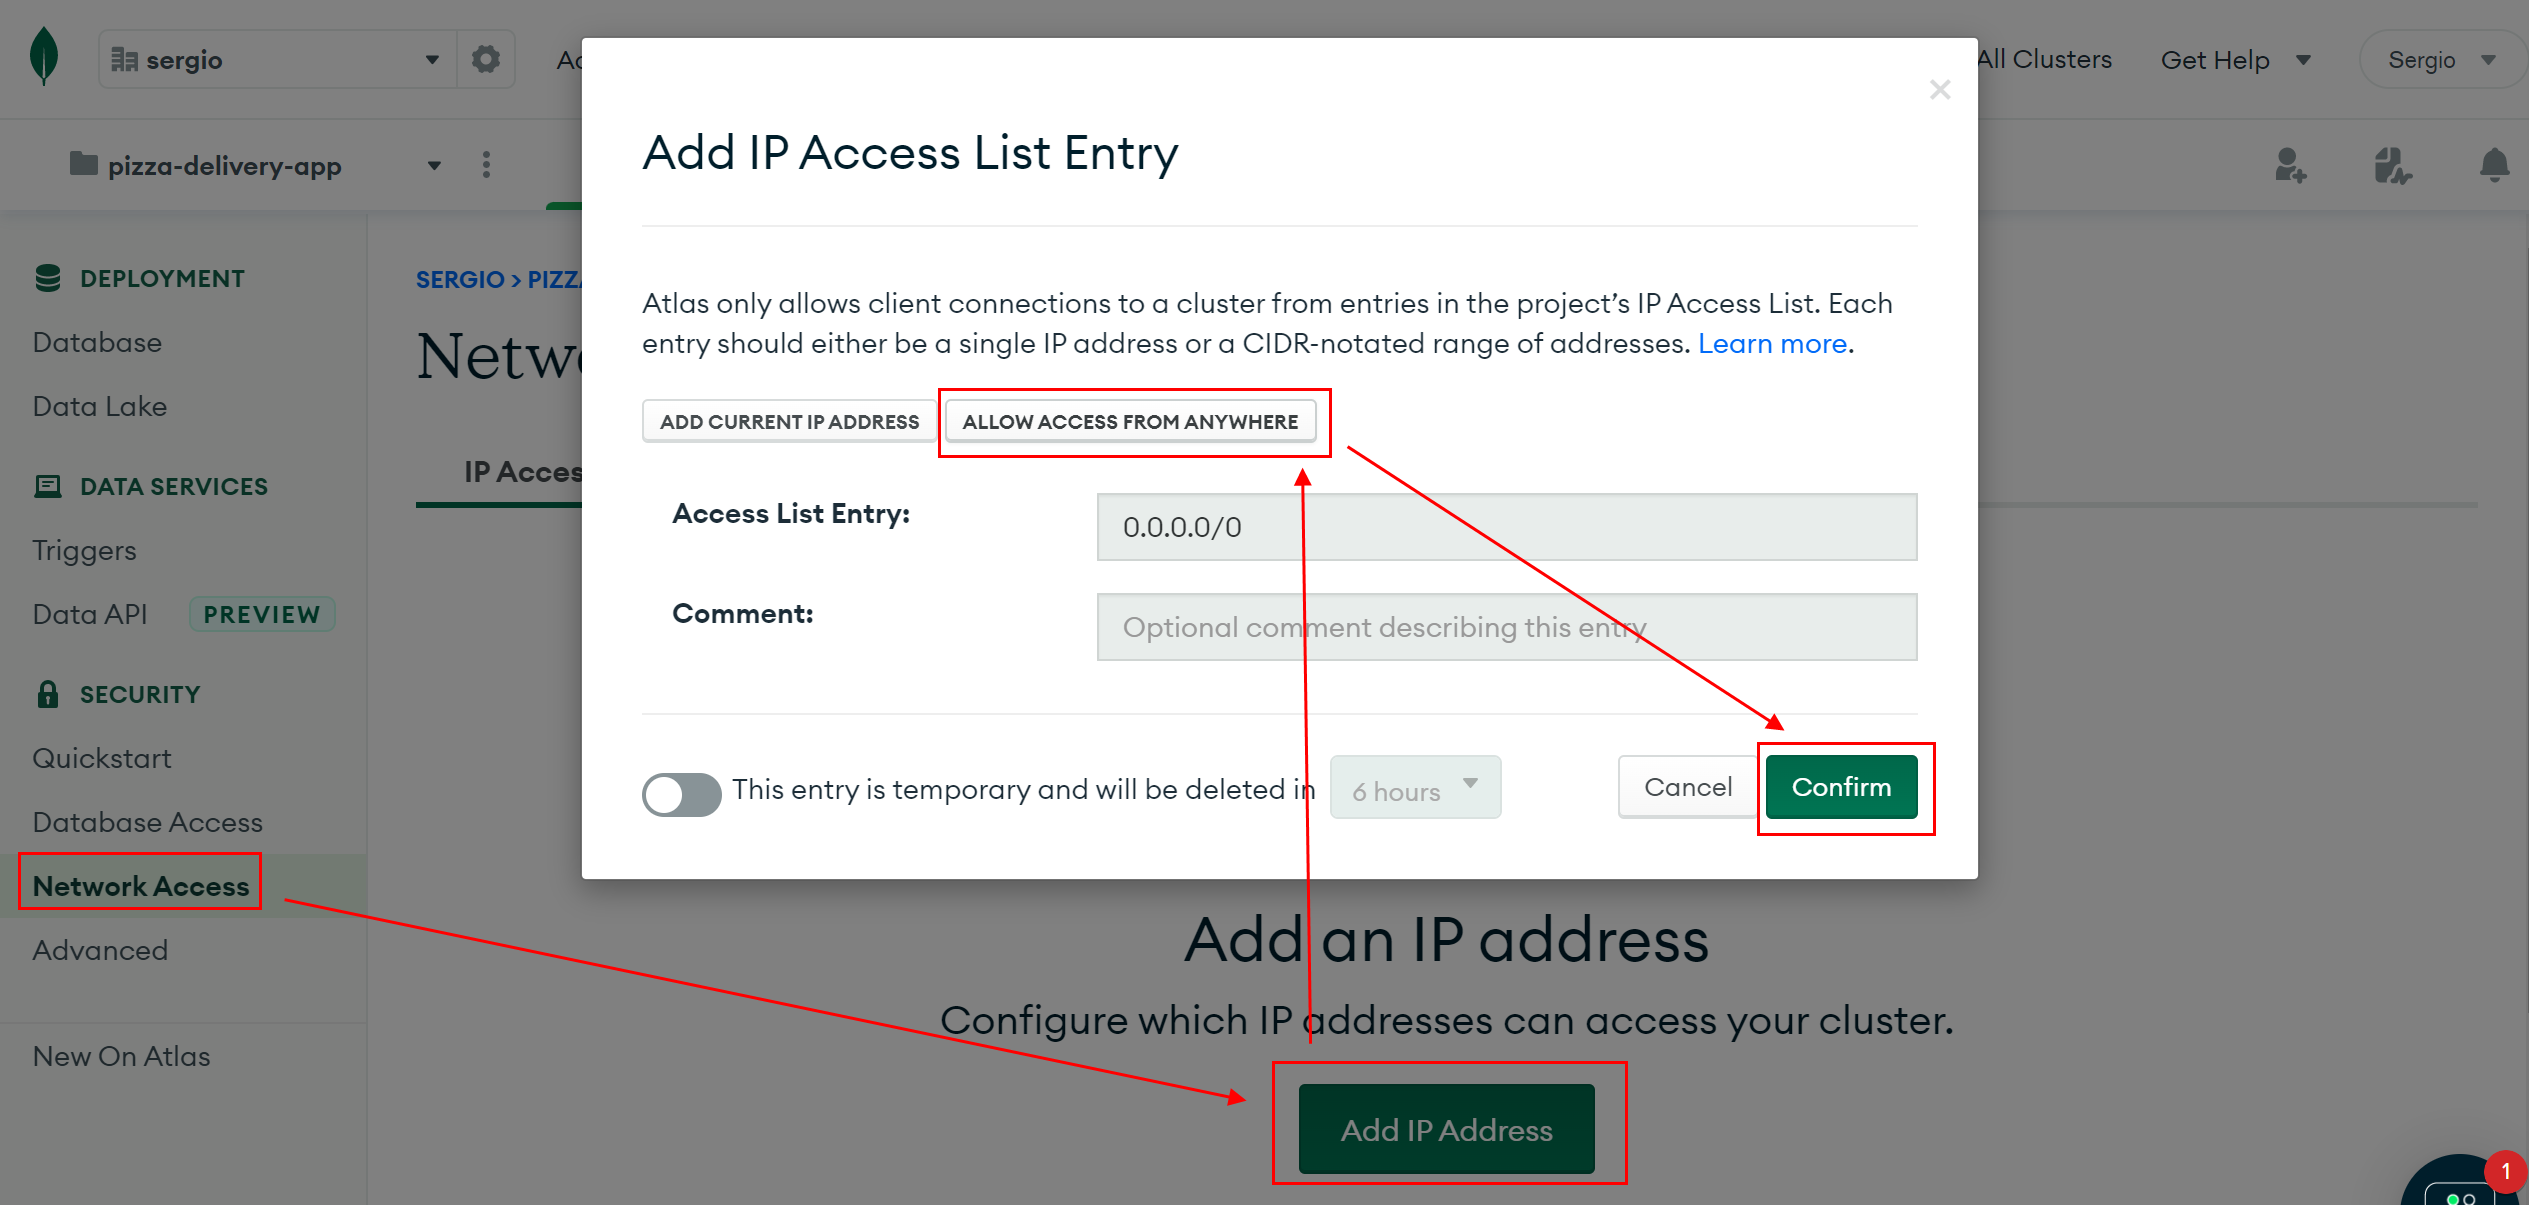 sergio
All Clusters
Get Help
Sergio
pizza-delivery-app
DEPLOYMENT
Database
Data Lake
DATA SERVICES
Triggers
Data API
PREVIEW
SECURITY
Quickstart
Database Access
Network Access
Advanced
New On Atlas
SERGIO > PIZZ
IP Acces
Add IP Access List Entry
Atlas only allows client connections to a cluster from entries in the project’s IP Access List. Each
entry should either be a single IP address or a CIDR-notated range of addresses. Learn more.
ADD CURRENT IP ADDRESS
ALLOW ACCESS FROM ANYWHERE
Access List Entry:
0.0.0.0/0
Comment:
Optional comment describing this entry
This entry is temporary and will be deleted in
6 hours
Cancel
Confirm
Add an IP address
Configure which IP addresses can access your cluster.
Add IP Address
1